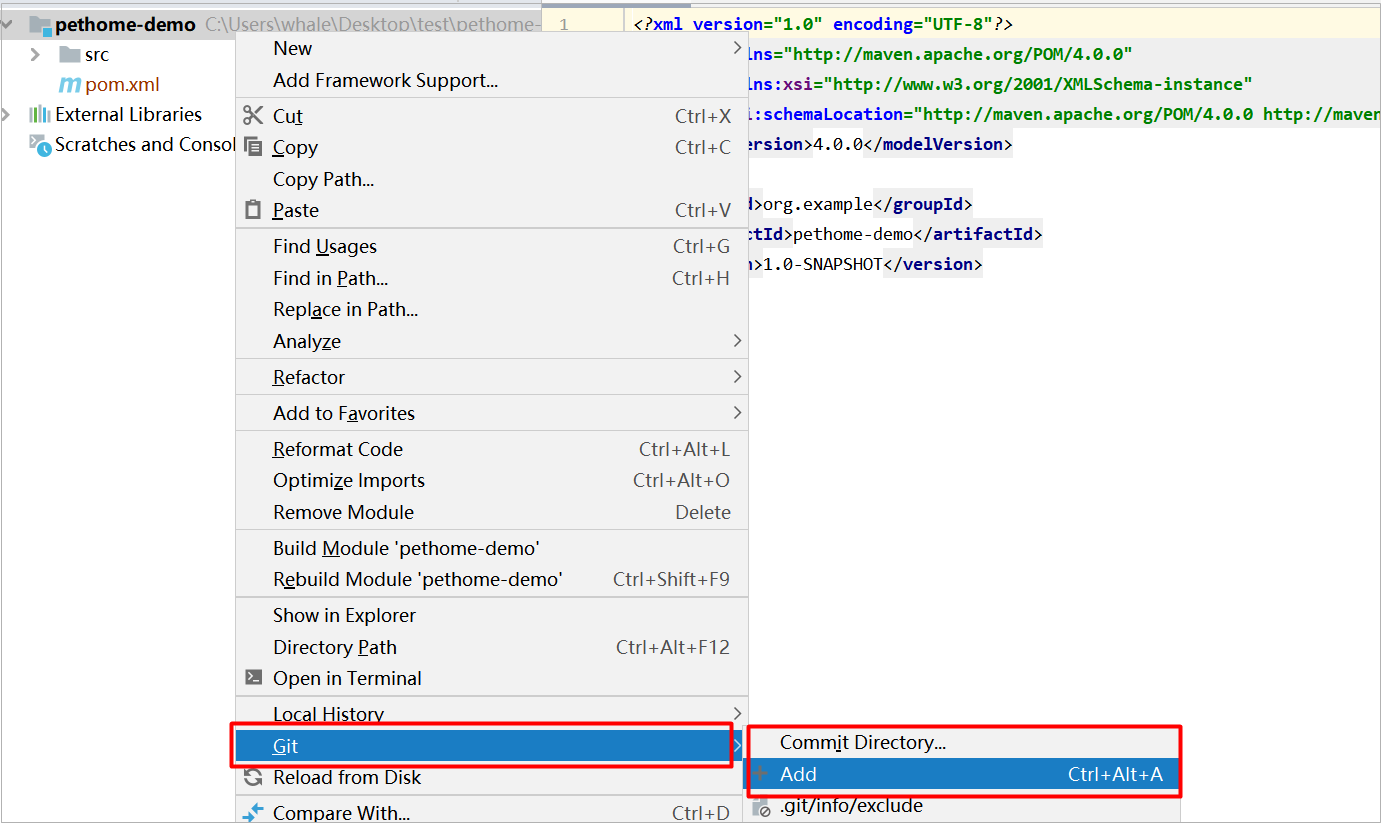 pethome-demo C:\Users\whale\Desktop\test\pethome-
src
pom.xml
External Libraries
Scratches and Consol
1 <?xml version="1.0" encoding="UTF-8"?>
lns="http://maven.apache.org/POM/4.0.0"
lns:xsi="http://www.w3.org/2001/XMLSchema-instance"
i:schemaLocation="http://maven.apache.org/POM/4.0.0 http://maven
ersion>4.0.0</modelVersion>
d>org.example</groupId>
ctId>pethome-demo</artifactId>
n>1.0-SNAPSHOT</version>
New
Add Framework Support...
Cut Ctrl+X
Copy Ctrl+C
Copy Path...
Paste Ctrl+V
Find Usages Ctrl+G
Find in Path... Ctrl+H
Replace in Path...
Analyze
Refactor
Add to Favorites
Reformat Code Ctrl+Alt+L
Optimize Imports Ctrl+Alt+O
Remove Module Delete
Build Module 'pethome-demo'
Rebuild Module 'pethome-demo' Ctrl+Shift+F9
Show in Explorer
Directory Path Ctrl+Alt+F12
Open in Terminal
Local History
Git
Reload from Disk
Compare With... Ctrl+D
Commit Directory...
Add Ctrl+Alt+A
.git/info/exclude